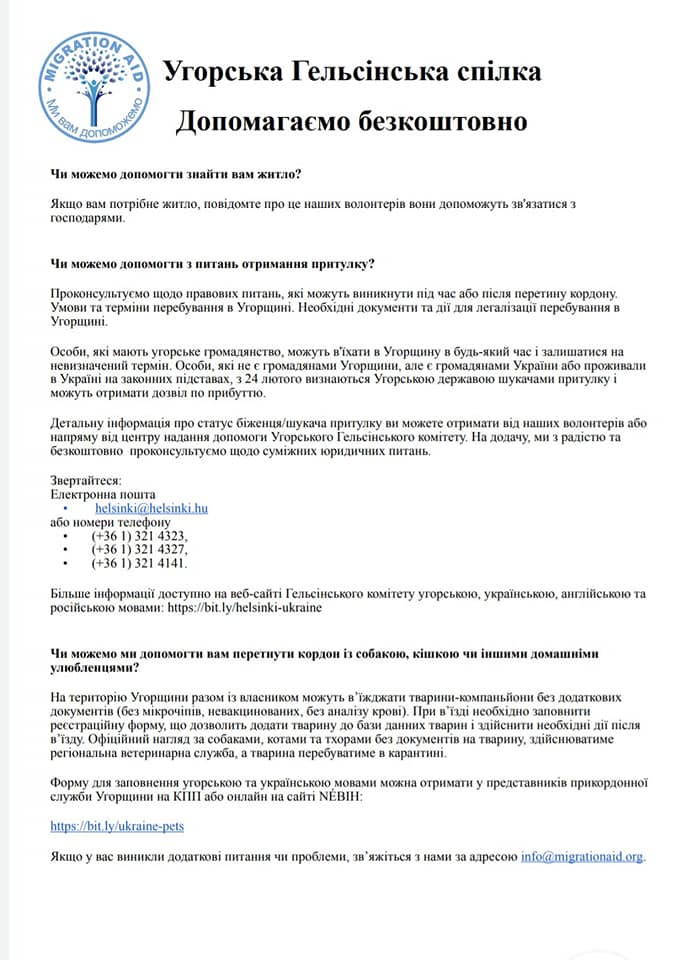 MIGRATION AID
Ми вам допоможемо
Угорська Гельсінська спілка
Допомагаємо безкоштовно
Чи можемо допомогти знайти вам житло?
Якщо вам потрібне житло, повідомте про це наших волонтерів вони допоможуть зв'язатися з
господарями.
Чи можемо допомогти з питань отримання притулку?
Проконсультуємо щодо правових питань, які можуть виникнути під час або після перетину кордону.
Умови та терміни перебування в Угорщині. Необхідні документи та дії для легалізації перебування в
Угорщині.
Особи, які мають угорське громадянство, можуть в'їхати в Угорщину в будь-який час і залишатися на
невизначений термін. Особи, які не є громадянами Угорщини, але є громадянами України або проживали
в Україні на законних підставах, з 24 лютого визнаються Угорською державою шукачами притулку і
можуть отримати дозвіл по прибуттю.
Детальну інформація про статус біженця/шукача притулку ви можете отримати від наших волонтерів або
напряму від центру надання допомоги Угорського Гельсінського комітету. На додачу, ми з радістю та
безкоштовно проконсультуємо щодо суміжних юридичних питань.
Звертайтеся:
Електронна пошта
• helsinki@helsinki.hu
або номери телефону
• (+36 1) 321 4323,
• (+36 1) 321 4327,
• (+36 1) 321 4141.
Більше інформації доступно на веб-сайті Гельсінського комітету угорською, українською, англійською та
російською мовами: https://bit.ly/helsinki-ukraine
Чи можемо ми допомогти вам перетнути кордон із собакою, кішкою чи іншими домашніми
улюбленцями?
На територію Угорщини разом із власником можуть в’їжджати тварини-компаньйони без додаткових
документів (без мікрочіпів, невакцинованих, без аналізу крові). При в’їзді необхідно заповнити
реєстраційну форму, що дозволить додати тварину до бази данних тварин і здійснити необхідні дії після
в’їзду. Офіційний нагляд за собаками, котами та тхорами без документів на тварину, здійснюватиме
регіональна ветеринарна служба, а тварина перебуватиме в карантині.
Форму для заповнення угорською та українською мовами можна отримати у представників прикордонної
служби Угорщини на КПП або онлайн на сайті NÉBIH:
https://bit.ly/ukraine-pets
Якщо у вас виникли додаткові питання чи проблеми, зв’яжіться з нами за адресою info@migrationaid.org.